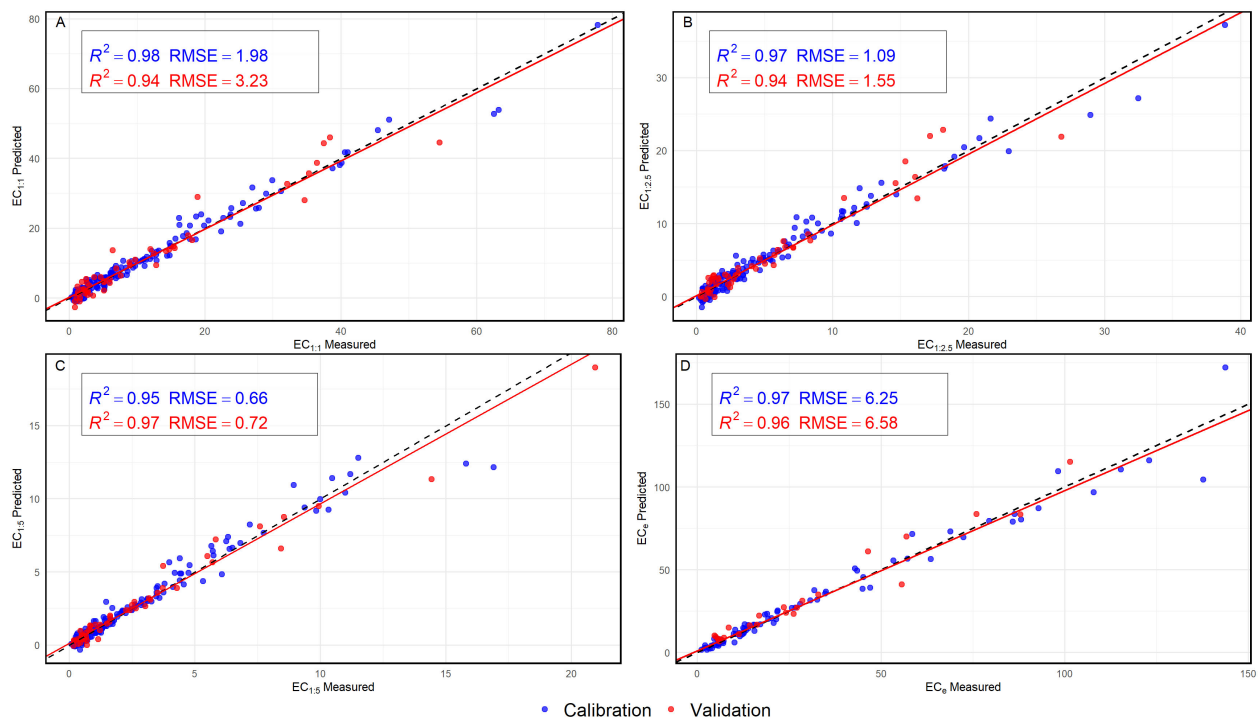 A
R² = 0.98 RMSE = 1.98
R² = 0.94 RMSE = 3.23
EC₁:₁ Predicted
80
60
40
20
0
0 20 40 60 80
EC₁:₁ Measured
B
R² = 0.97 RMSE = 1.09
R² = 0.94 RMSE = 1.55
EC₁:₂.₅ Predicted
30
20
10
0
0 10 20 30 40
EC₁:₂.₅ Measured
C
R² = 0.95 RMSE = 0.66
R² = 0.97 RMSE = 0.72
EC₁:₅ Predicted
15
10
5
0
0 5 10 15 20
EC₁:₅ Measured
D
R² = 0.97 RMSE = 6.25
R² = 0.96 RMSE = 6.58
ECₑ Predicted
150
100
50
0
0 50 100 150
ECₑ Measured
Calibration Validation